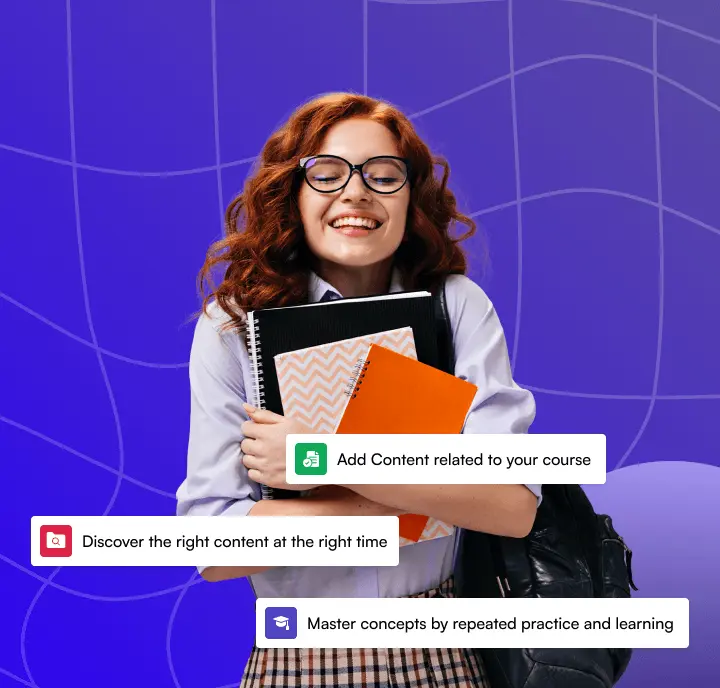 Add Content related to your course
Discover the right content at the right time
Master concepts by repeated practice and learning